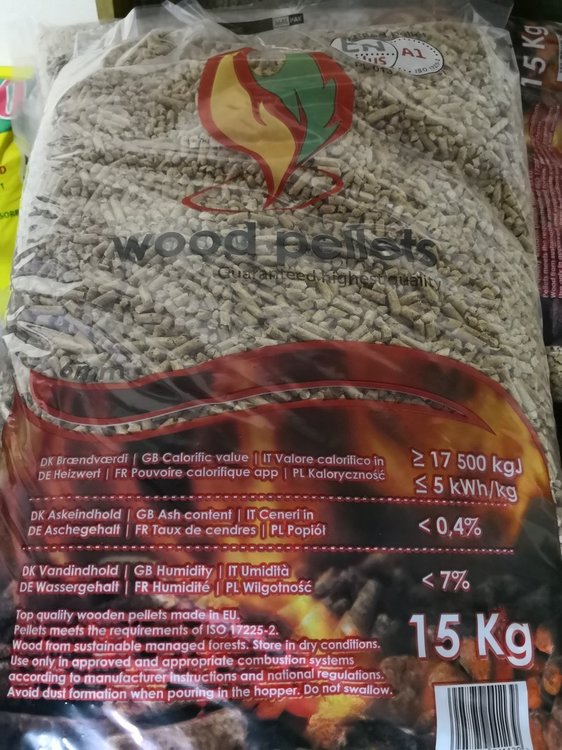 EN
PLUS A1
wood pellets
Guaranteed highest quality
6mm
DK Brændværdi | GB Calorific value | IT Valore calorifico in
DE Heizwert | FR Pouvoire calorifique app | PL Kaloryczność
≥ 17 500 kgJ
≤ 5 kWh/kg
DK Askeindhold | GB Ash content | IT Ceneri in
DE Aschegehalt | FR Taux de cendres | PL Popiół
< 0,4%
DK Vandindhold | GB Humidity | IT Umidità
DE Wassergehalt | FR Humidité | PL Wilgotność
< 7%
Top quality wooden pellets made in EU.
Pellets meets the requirements of ISO 17225-2.
Wood from sustainable managed forests. Store in dry conditions.
Use only in approved and appropriate combustion systems
according to manufacturer instructions and national regulations.
Avoid dust formation when pouring in the hopper. Do not swallow.
15 Kg
15 Kg